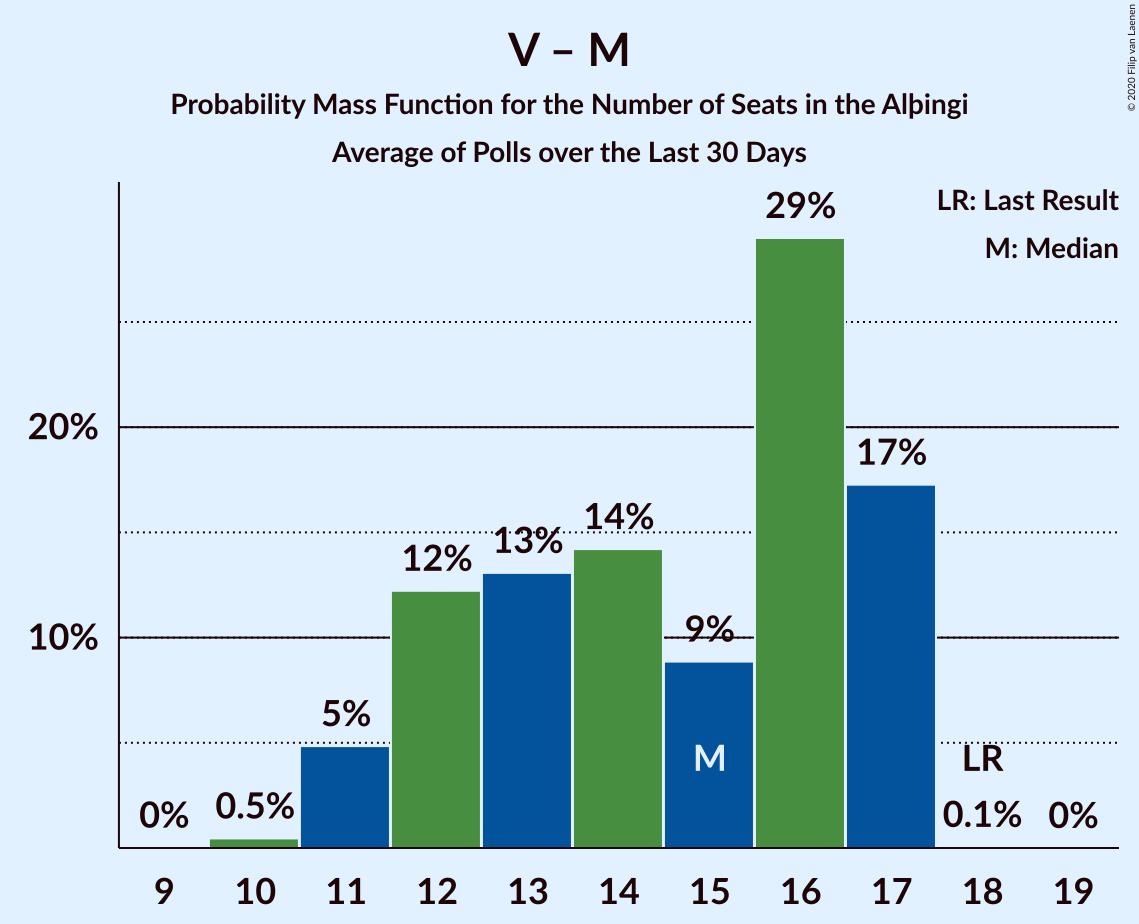 V – M
Probability Mass Function for the Number of Seats in the Alþingi
Average of Polls over the Last 30 Days
© 2020 Filip van Laenen
LR: Last Result
M: Median
20%
10%
0%
0.5%
5%
12%
13%
14%
9%
29%
17%
0.1%
0%
M
LR
9 10 11 12 13 14 15 16 17 18 19